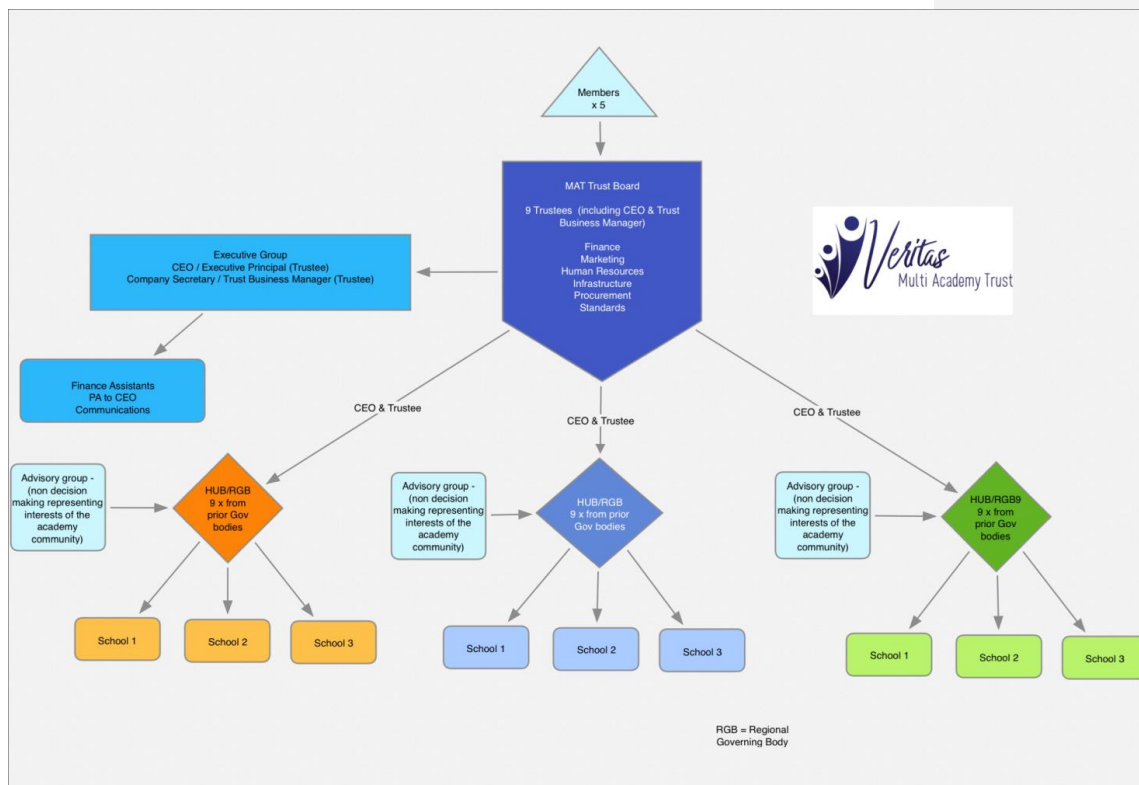 Members
x 5
MAT Trust Board
9 Trustees (including CEO & Trust
Business Manager)
Finance
Marketing
Human Resources
Infrastructure
Procurement
Standards
Veritas
Multi Academy Trust
Executive Group
CEO / Executive Principal (Trustee)
Company Secretary / Trust Business Manager (Trustee)
Finance Assistants
PA to CEO
Communications
CEO & Trustee
CEO & Trustee
CEO & Trustee
Advisory group -
(non decision
making representing
interests of the
academy
community)
HUB/RGB
9 x from
prior Gov
bodies
Advisory group -
(non decision
making representing
interests of the
academy
community)
HUB/RGB
9 x from prior
Gov bodies
Advisory group -
(non decision
making representing
interests of the
academy
community)
HUB/RGB9
9 x from
prior Gov
bodies
School 1
School 2
School 3
School 1
School 2
School 3
School 1
School 2
School 3
RGB = Regional
Governing Body